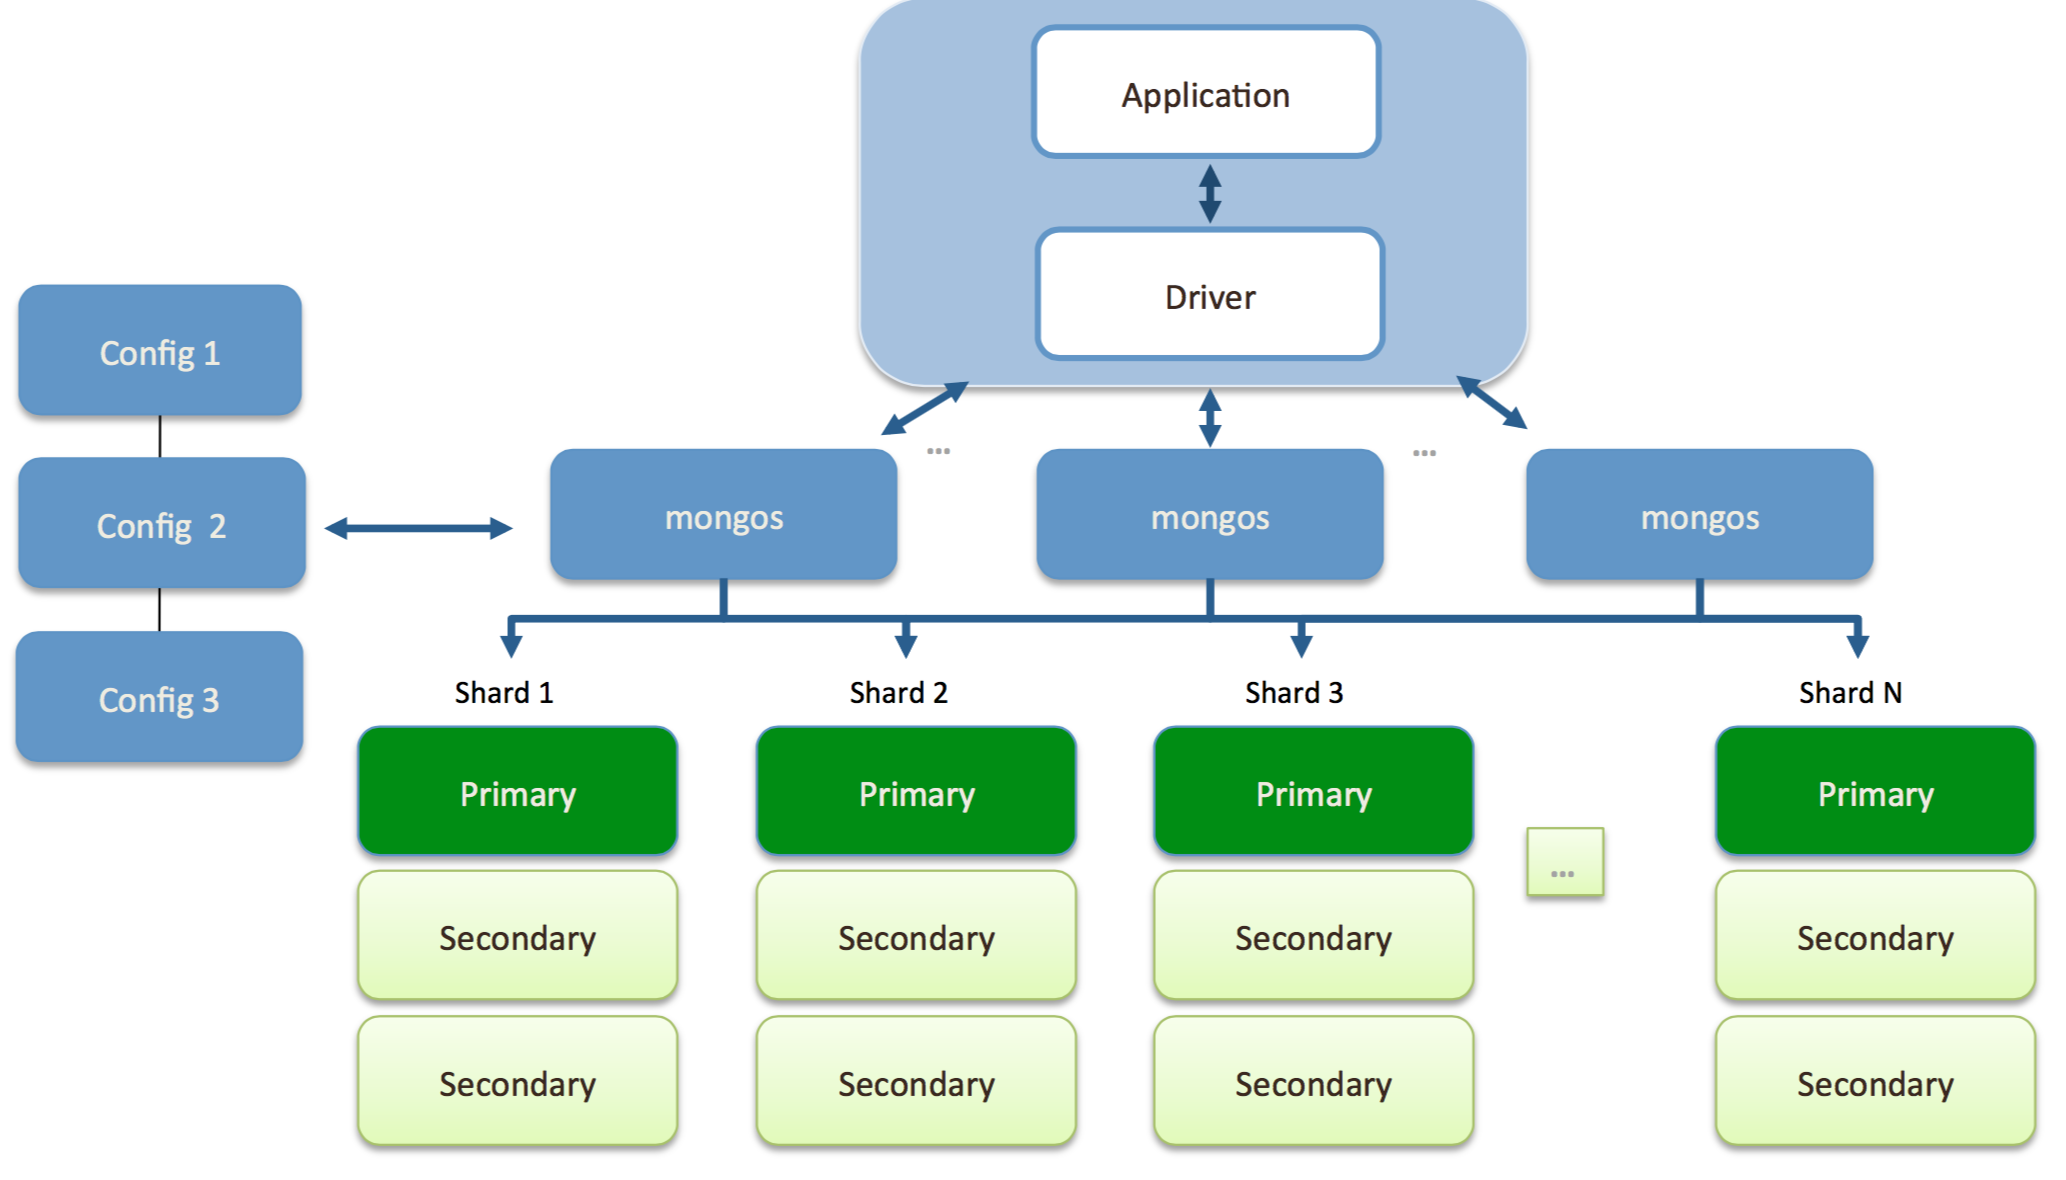 Application
Driver
Config 1
Config 2
Config 3
...
...
mongos
mongos
mongos
Shard 1
Shard 2
Shard 3
Shard N
Primary
Primary
Primary
Primary
...
Secondary
Secondary
Secondary
Secondary
Secondary
Secondary
Secondary
Secondary